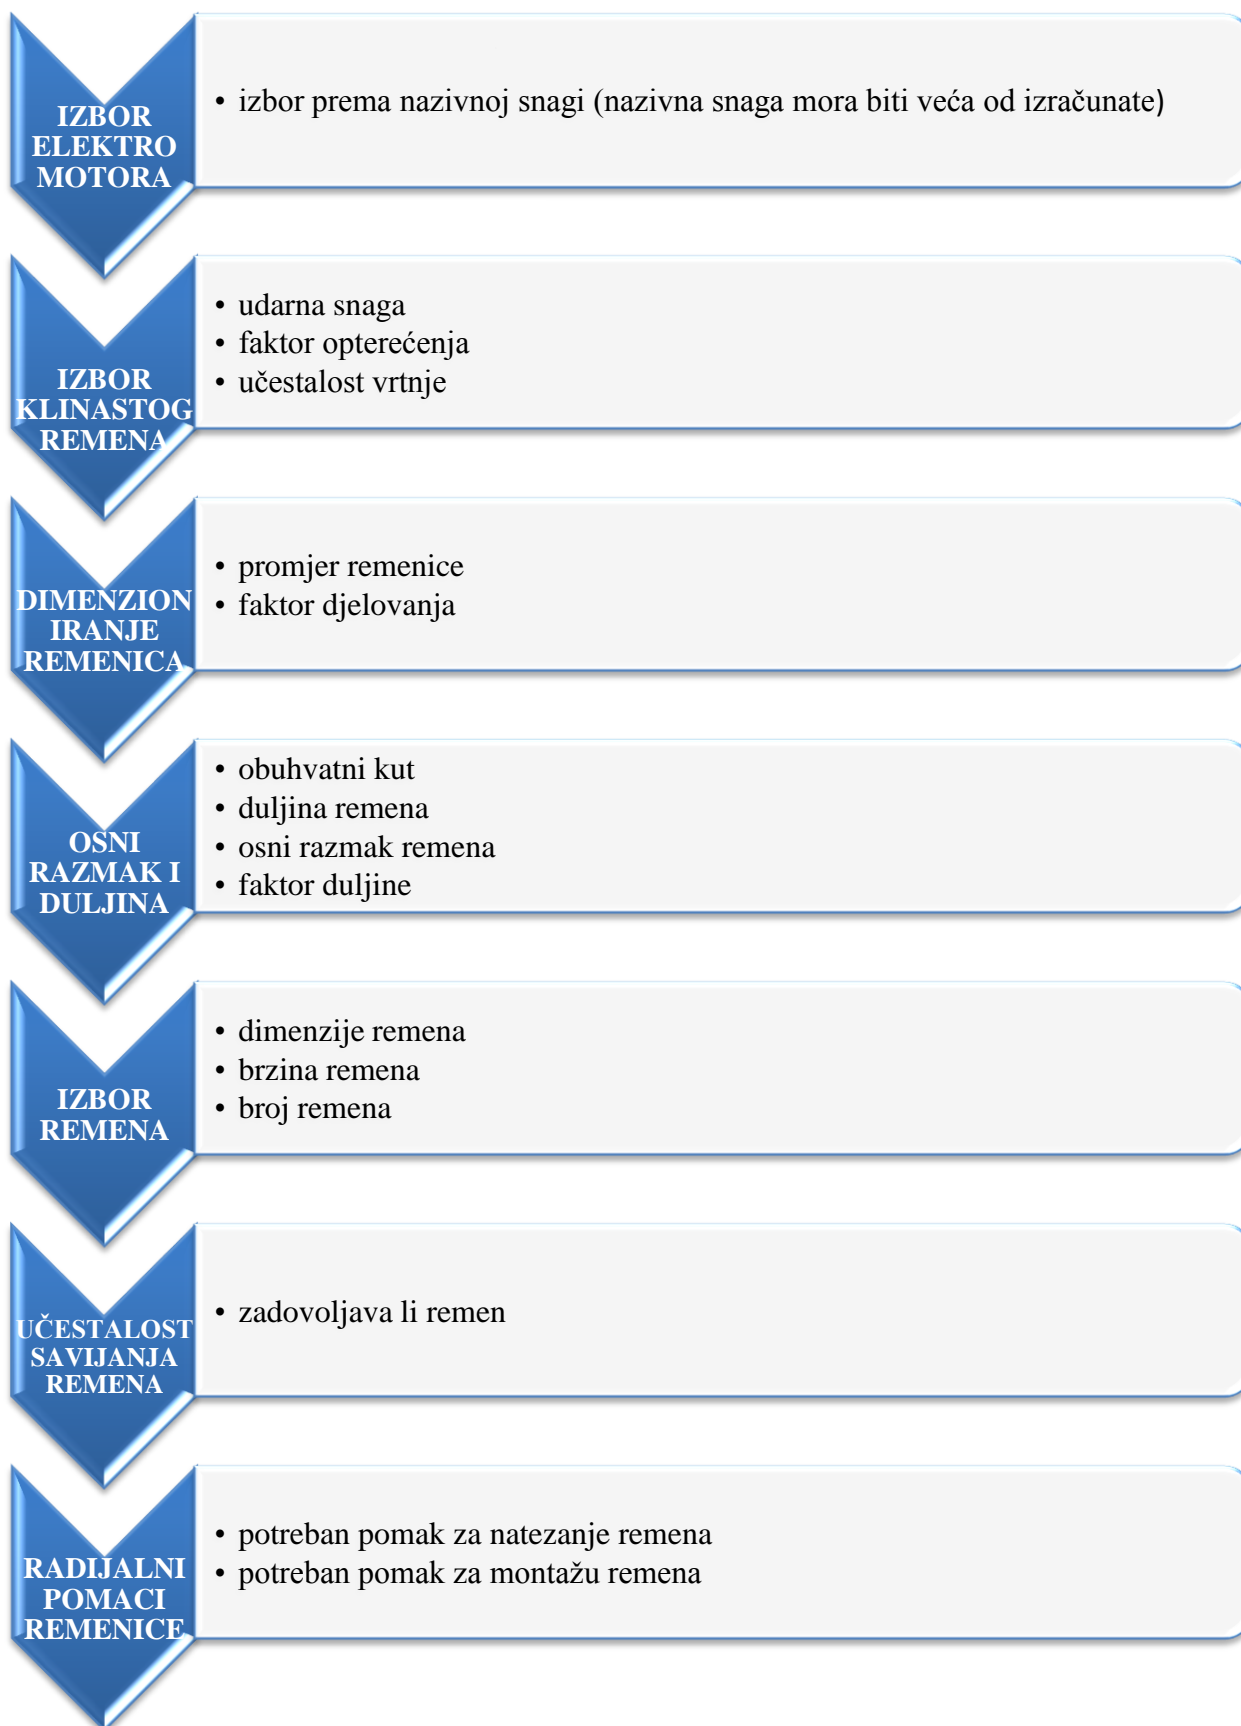 IZBOR
ELEKTRO
MOTORA
• izbor prema nazivnoj snagi (nazivna snaga mora biti veća od izračunate)
IZBOR
KLINASTOG
REMENA
• udarna snaga
• faktor opterećenja
• učestalost vrtnje
DIMENZION
IRANJE
REMENICA
• promjer remenice
• faktor djelovanja
OSNI
RAZMAK I
DULJINA
• obuhvatni kut
• duljina remena
• osni razmak remena
• faktor duljine
IZBOR
REMENA
• dimenzije remena
• brzina remena
• broj remena
UČESTALOST
SAVIJANJA
REMENA
• zadovoljava li remen
RADIJALNI
POMACI
REMENICE
• potreban pomak za natezanje remena
• potreban pomak za montažu remena